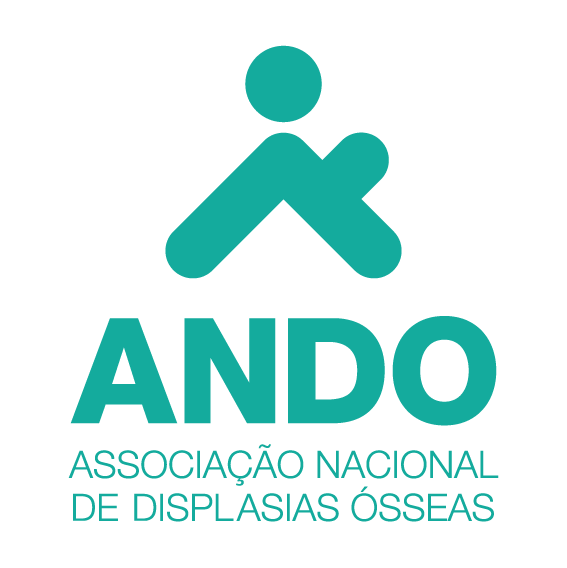 ANDO
ASSOCIAÇÃO NACIONAL
DE DISPLASIAS ÓSSEAS